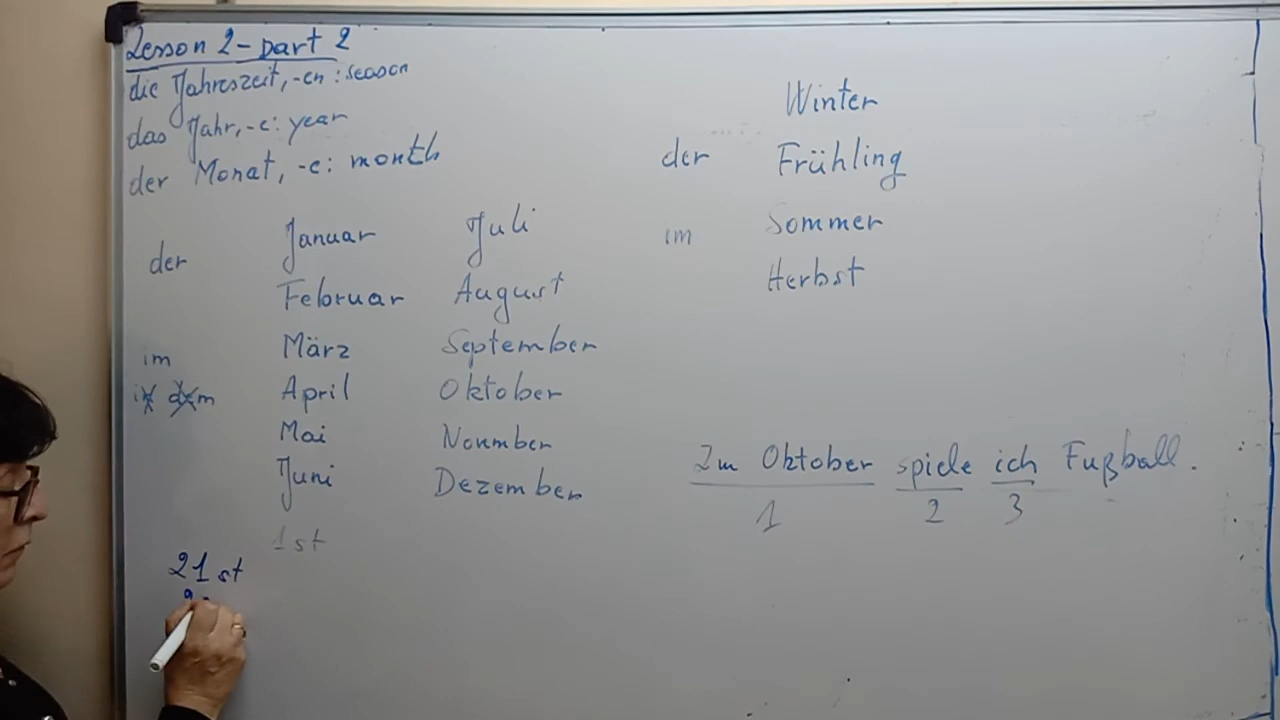 Lesson 2 - part 2
die Jahreszeit, -en : season
das Jahr, -e : year
der Monat, -e : month
der
im
in dem
Januar Juli
Februar August
März September
April Oktober
Mai November
Juni Dezember
1st
21st
der
im
Winter
Frühling
Sommer
Herbst
Im Oktober spiele ich Fußball.
1 2 3